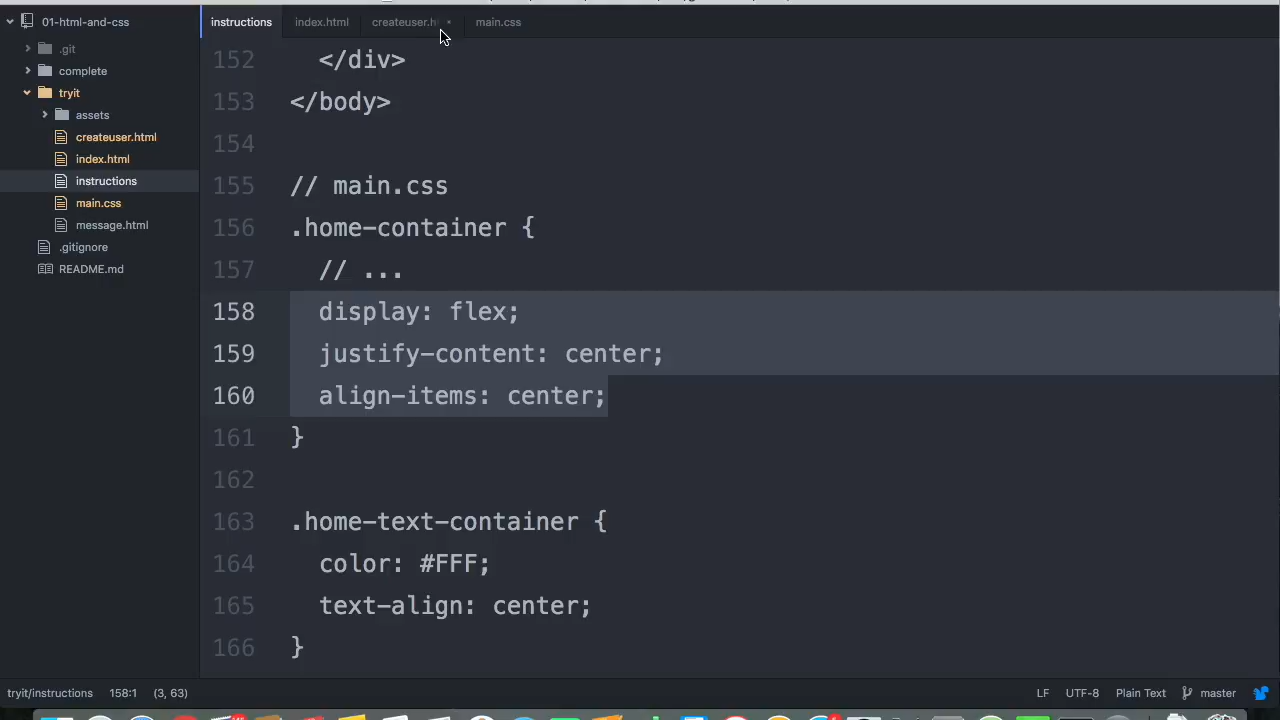 01-html-and-css
.git
complete
tryit
assets
createuser.html
index.html
instructions
main.css
message.html
.gitignore
README.md
instructions
index.html
createuser.h
main.css
152 </div>
153 </body>
154
155 // main.css
156 .home-container {
157 // ...
158 display: flex;
159 justify-content: center;
160 align-items: center;
161 }
162
163 .home-text-container {
164 color: #FFF;
165 text-align: center;
166 }
tryit/instructions 158:1 (3, 63) LF UTF-8 Plain Text master